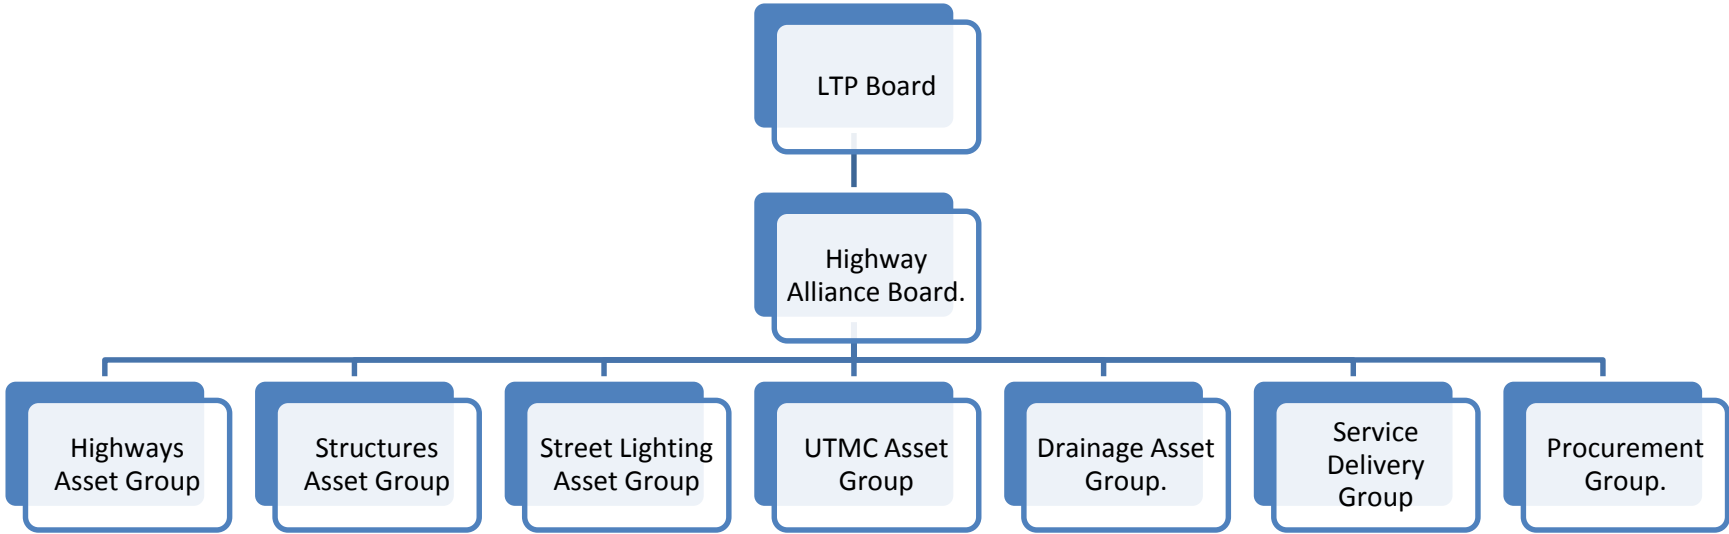 LTP Board
Highway
Alliance Board.
Highways
Asset Group
Structures
Asset Group
Street Lighting
Asset Group
UTMC Asset
Group
Drainage Asset
Group.
Service
Delivery
Group
Procurement
Group.